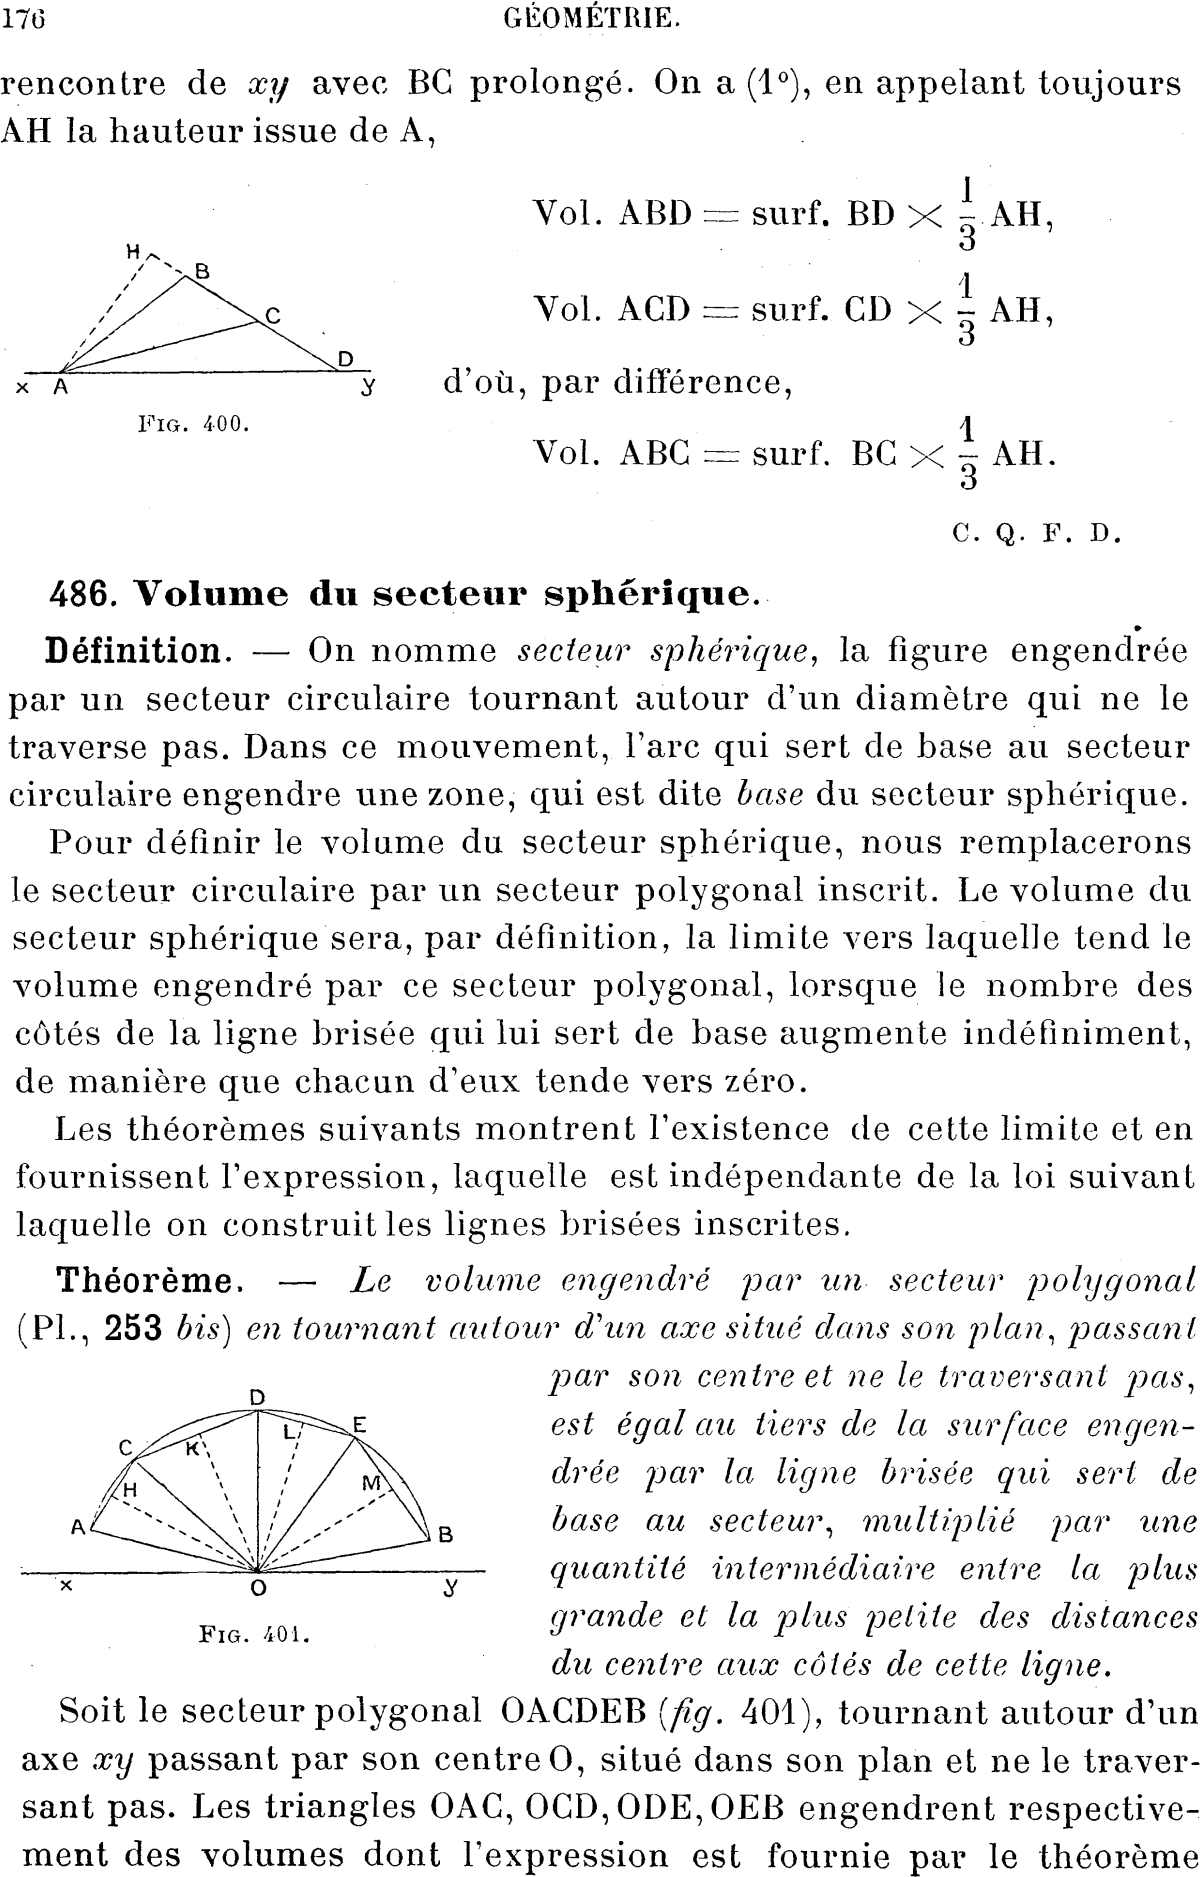 176 GÉOMÉTRIE.
rencontre de xy avec BC prolongé. On a (1°), en appelant toujours
AH la hauteur issue de A,
Vol. ABD = surf. BD × 1/3 AH,
Vol. ACD = surf. CD × 1/3 AH,
d'où, par différence,
Vol. ABC = surf. BC × 1/3 AH.
C. Q. F. D.
H
B
C
D
x A y
FIG. 400.
486. Volume du secteur sphérique.
Définition. — On nomme secteur sphérique, la figure engendrée
par un secteur circulaire tournant autour d'un diamètre qui ne le
traverse pas. Dans ce mouvement, l'arc qui sert de base au secteur
circulaire engendre une zone, qui est dite base du secteur sphérique.
Pour définir le volume du secteur sphérique, nous remplacerons
le secteur circulaire par un secteur polygonal inscrit. Le volume du
secteur sphérique sera, par définition, la limite vers laquelle tend le
volume engendré par ce secteur polygonal, lorsque le nombre des
côtés de la ligne brisée qui lui sert de base augmente indéfiniment,
de manière que chacun d'eux tende vers zéro.
Les théorèmes suivants montrent l'existence de cette limite et en
fournissent l'expression, laquelle est indépendante de la loi suivant
laquelle on construit les lignes brisées inscrites.
Théorème. — Le volume engendré par un secteur polygonal
(Pl., 253 bis) en tournant autour d'un axe situé dans son plan, passant
par son centre et ne le traversant pas,
est égal au tiers de la surface engen-
drée par la ligne brisée qui sert de
base au secteur, multiplié par une
quantité intermédiaire entre la plus
grande et la plus petite des distances
du centre aux côtés de cette ligne.
D
C K L E
H M
A B
x O y
FIG. 401.
Soit le secteur polygonal OACDEB (fig. 401), tournant autour d'un
axe xy passant par son centre O, situé dans son plan et ne le traver-
sant pas. Les triangles OAC, OCD, ODE, OEB engendrent respective-
ment des volumes dont l'expression est fournie par le théorème